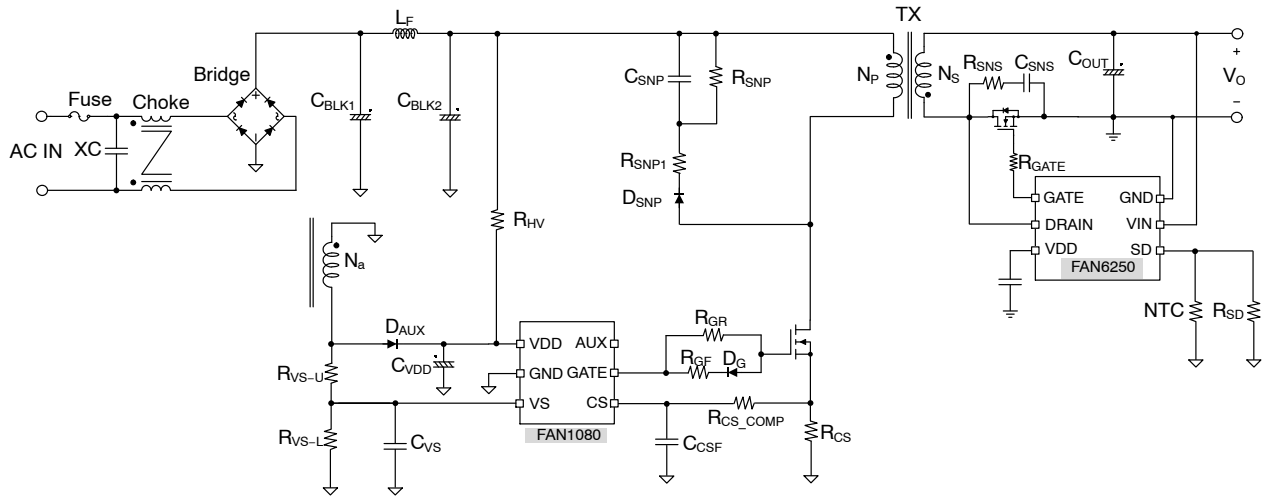 TX
L_F
Bridge
Fuse
Choke
AC IN
XC
C_BLK1
C_BLK2
C_SNP
R_SNP
R_SNP1
D_SNP
N_P
N_S
R_SNS
C_SNS
C_OUT
+
V_O
−
R_GATE
GATE
GND
DRAIN
VIN
VDD
SD
FAN6250
NTC
R_SD
R_HV
N_a
D_AUX
C_VDD
R_VS−U
R_VS−L
C_VS
VDD
AUX
GND
GATE
VS
CS
FAN1080
R_GR
R_GF
D_G
R_CS_COMP
C_CSF
R_CS